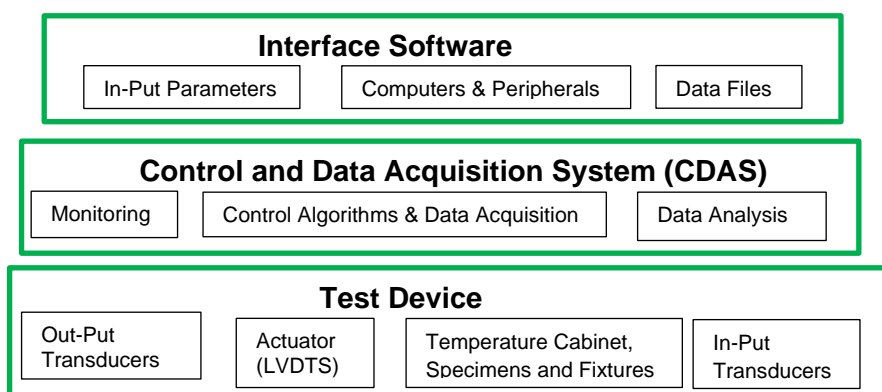 Interface Software
In-Put Parameters
Computers & Peripherals
Data Files
Control and Data Acquisition System (CDAS)
Monitoring
Control Algorithms & Data Acquisition
Data Analysis
Test Device
Out-Put
Transducers
Actuator
(LVDTS)
Temperature Cabinet,
Specimens and Fixtures
In-Put
Transducers